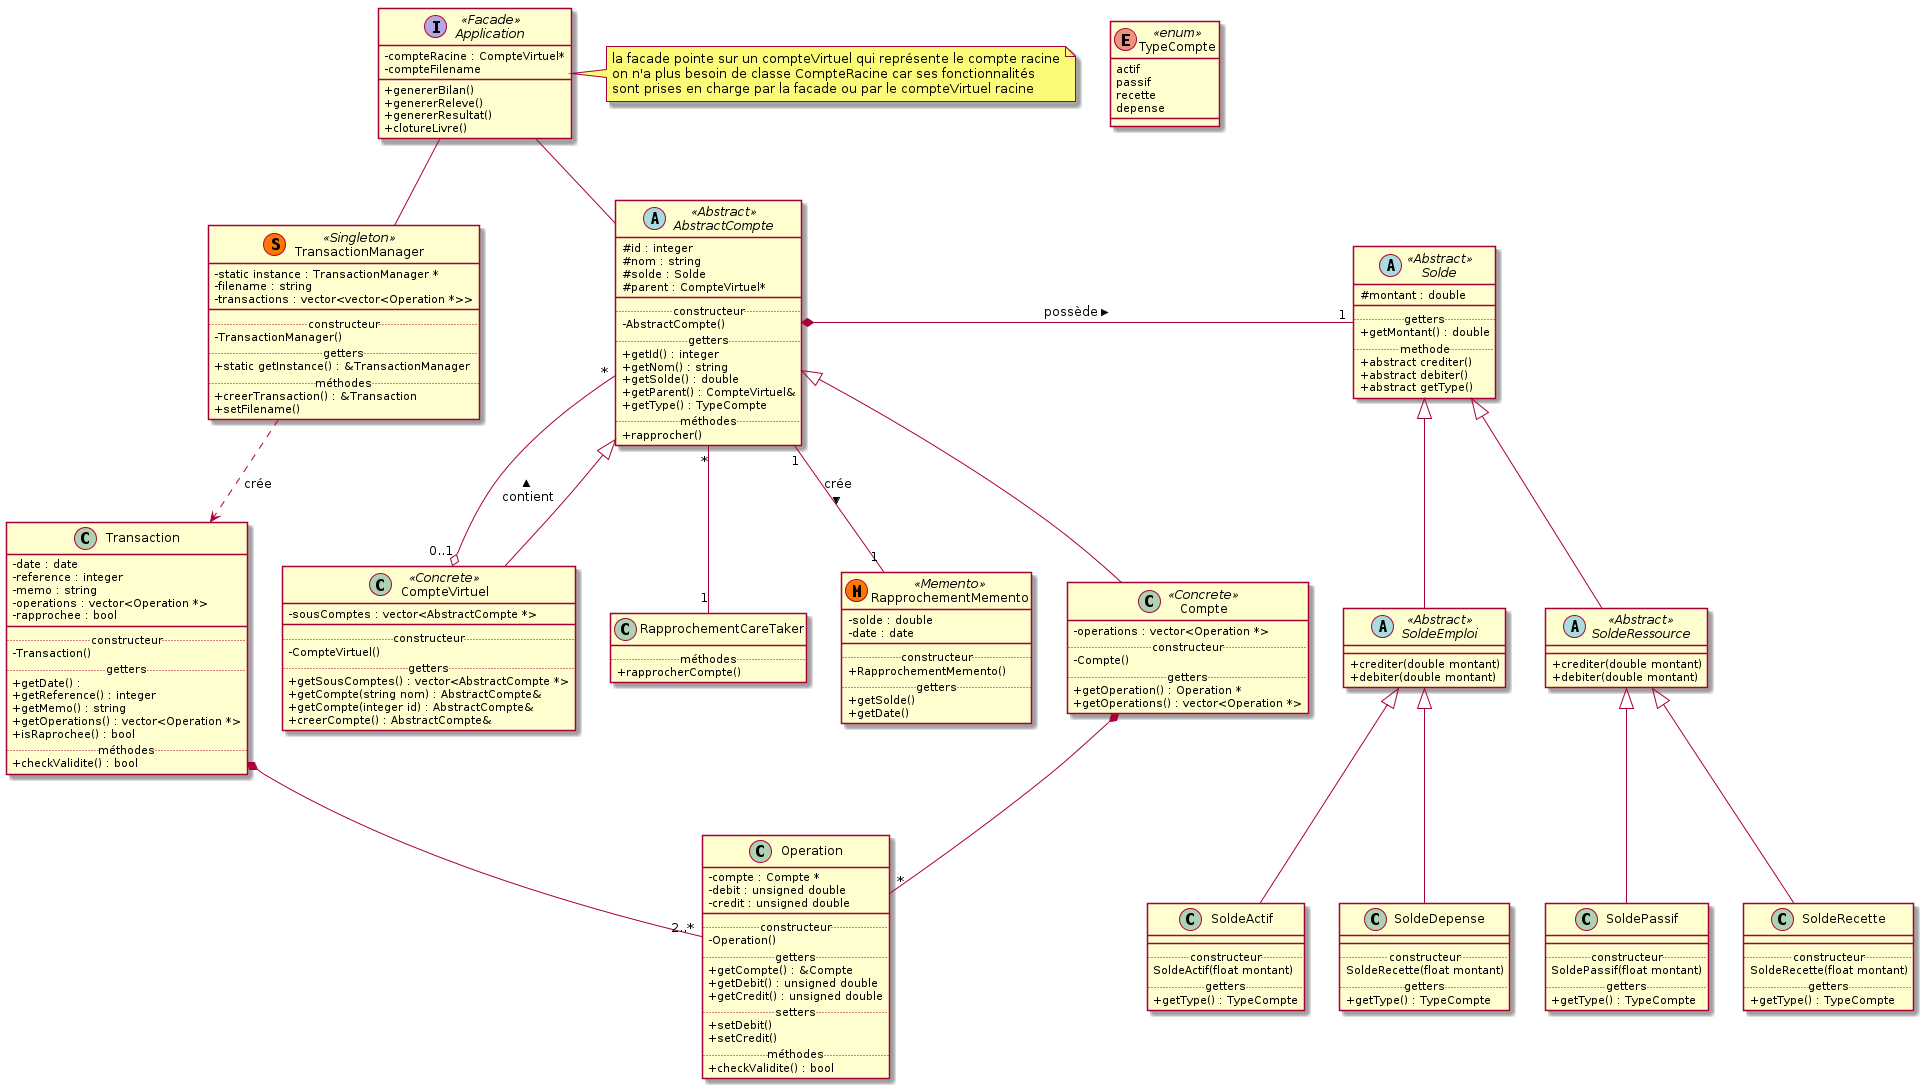 I
«Facade»
Application
-compteRacine : CompteVirtuel*
-compteFilename
+genererBilan()
+genererReleve()
+genererResultat()
+clotureLivre()
la facade pointe sur un compteVirtuel qui représente le compte racine
on n'a plus besoin de classe CompteRacine car ses fonctionnalités
sont prises en charge par la facade ou par le compteVirtuel racine
E
«enum»
TypeCompte
actif
passif
recette
depense
S
«Singleton»
TransactionManager
-static instance : TransactionManager *
-filename : string
-transactions : vector<vector<Operation *>>
constructeur
-TransactionManager()
getters
+static getInstance() : &TransactionManager
méthodes
+creerTransaction() : &Transaction
+setFilename()
A
«Abstract»
AbstractCompte
#id : integer
#nom : string
#solde : Solde
#parent : CompteVirtuel*
constructeur
-AbstractCompte()
getters
+getId() : integer
+getNom() : string
+getSolde() : double
+getParent() : CompteVirtuel&
+getType() : TypeCompte
méthodes
+rapprocher()
possède ►
1
A
«Abstract»
Solde
#montant : double
getters
+getMontant() : double
methode
+abstract crediter()
+abstract debiter()
+abstract getType()
*
▲
contient
0..1
*
1
1
crée
▼
1
crée
C
Transaction
-date : date
-reference : integer
-memo : string
-operations : vector<Operation *>
-rapprochee : bool
constructeur
-Transaction()
getters
+getDate() :
+getReference() : integer
+getMemo() : string
+getOperations() : vector<Operation *>
+isRaprochee() : bool
méthodes
+checkValidite() : bool
C
«Concrete»
CompteVirtuel
-sousComptes : vector<AbstractCompte *>
constructeur
-CompteVirtuel()
getters
+getSousComptes() : vector<AbstractCompte *>
+getCompte(string nom) : AbstractCompte&
+getCompte(integer id) : AbstractCompte&
+creerCompte() : AbstractCompte&
C
RapprochementCareTaker
méthodes
+rapprocherCompte()
M
«Memento»
RapprochementMemento
-solde : double
-date : date
constructeur
+RapprochementMemento()
getters
+getSolde()
+getDate()
C
«Concrete»
Compte
-operations : vector<Operation *>
constructeur
-Compte()
getters
+getOperation() : Operation *
+getOperations() : vector<Operation *>
A
«Abstract»
SoldeEmploi
+crediter(double montant)
+debiter(double montant)
A
«Abstract»
SoldeRessource
+crediter(double montant)
+debiter(double montant)
2..*
*
C
Operation
-compte : Compte *
-debit : unsigned double
-credit : unsigned double
constructeur
-Operation()
getters
+getCompte() : &Compte
+getDebit() : unsigned double
+getCredit() : unsigned double
setters
+setDebit()
+setCredit()
méthodes
+checkValidite() : bool
C
SoldeActif
constructeur
SoldeActif(float montant)
getters
+getType() : TypeCompte
C
SoldeDepense
constructeur
SoldeRecette(float montant)
getters
+getType() : TypeCompte
C
SoldePassif
constructeur
SoldePassif(float montant)
getters
+getType() : TypeCompte
C
SoldeRecette
constructeur
SoldeRecette(float montant)
getters
+getType() : TypeCompte